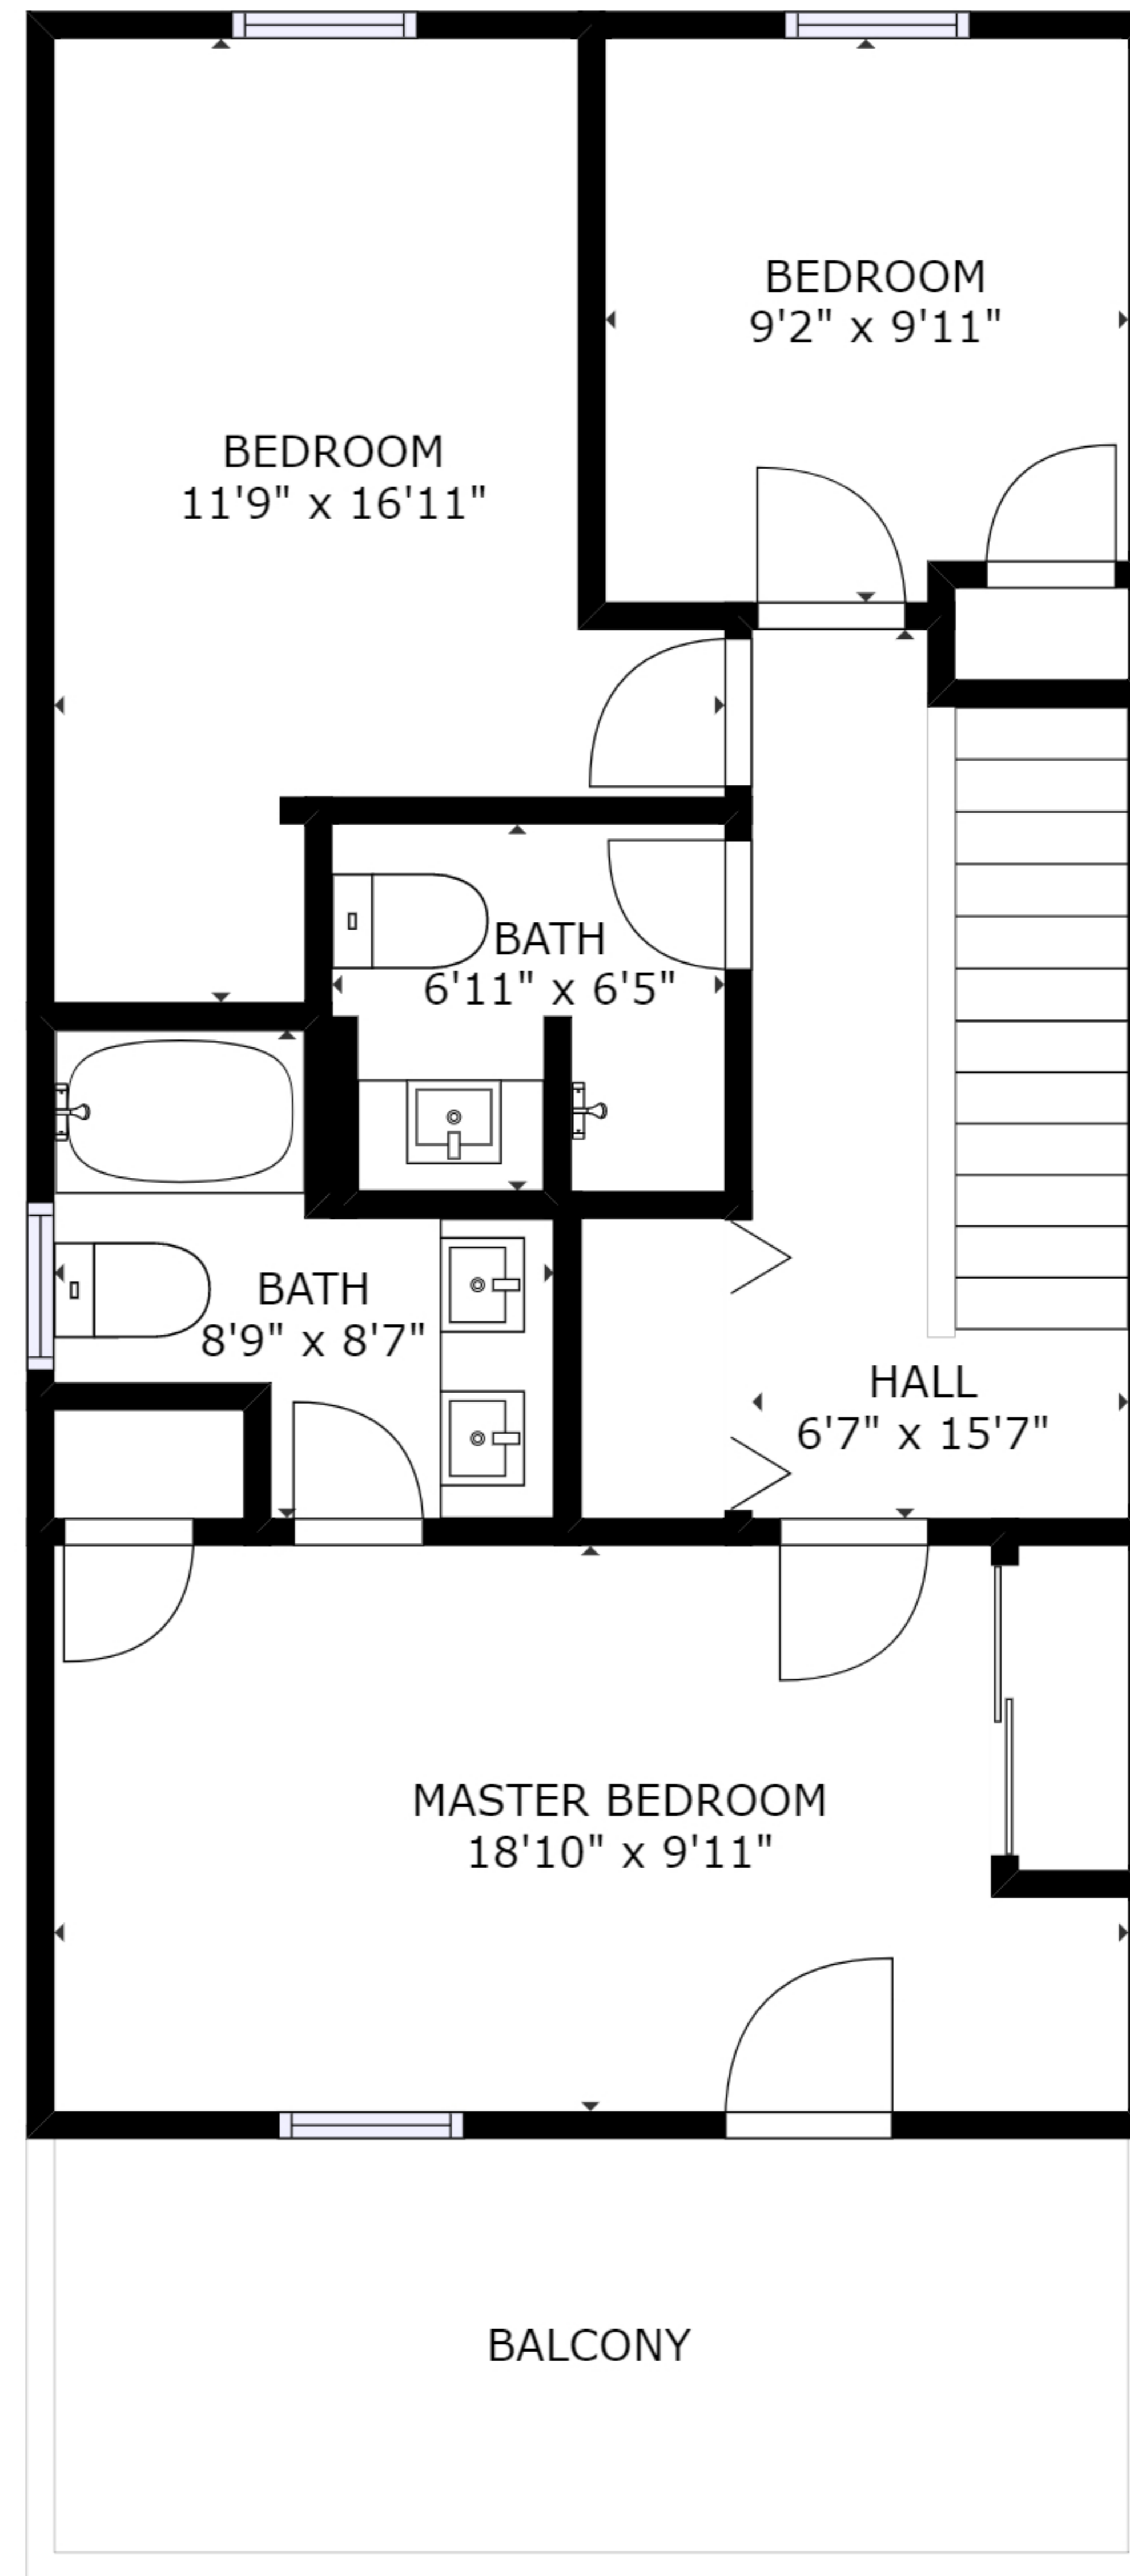 BEDROOM
9'2" x 9'11"
BEDROOM
11'9" x 16'11"
BATH
6'11" x 6'5"
BATH
8'9" x 8'7"
HALL
6'7" x 15'7"
MASTER BEDROOM
18'10" x 9'11"
BALCONY